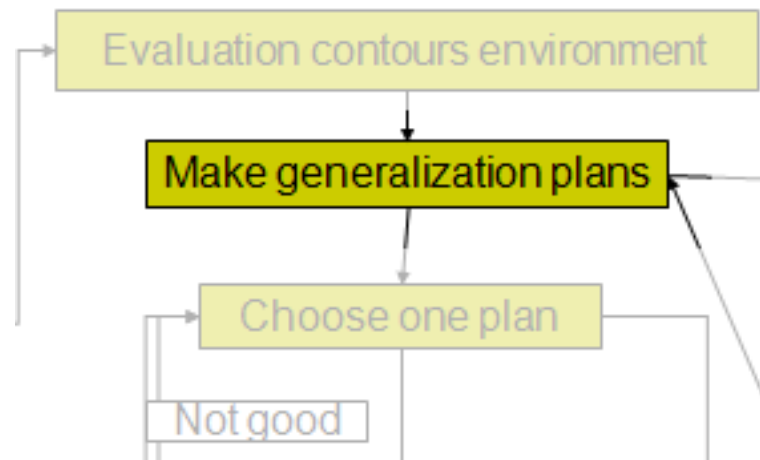 Evaluation contours environment
Make generalization plans
Choose one plan
Not good